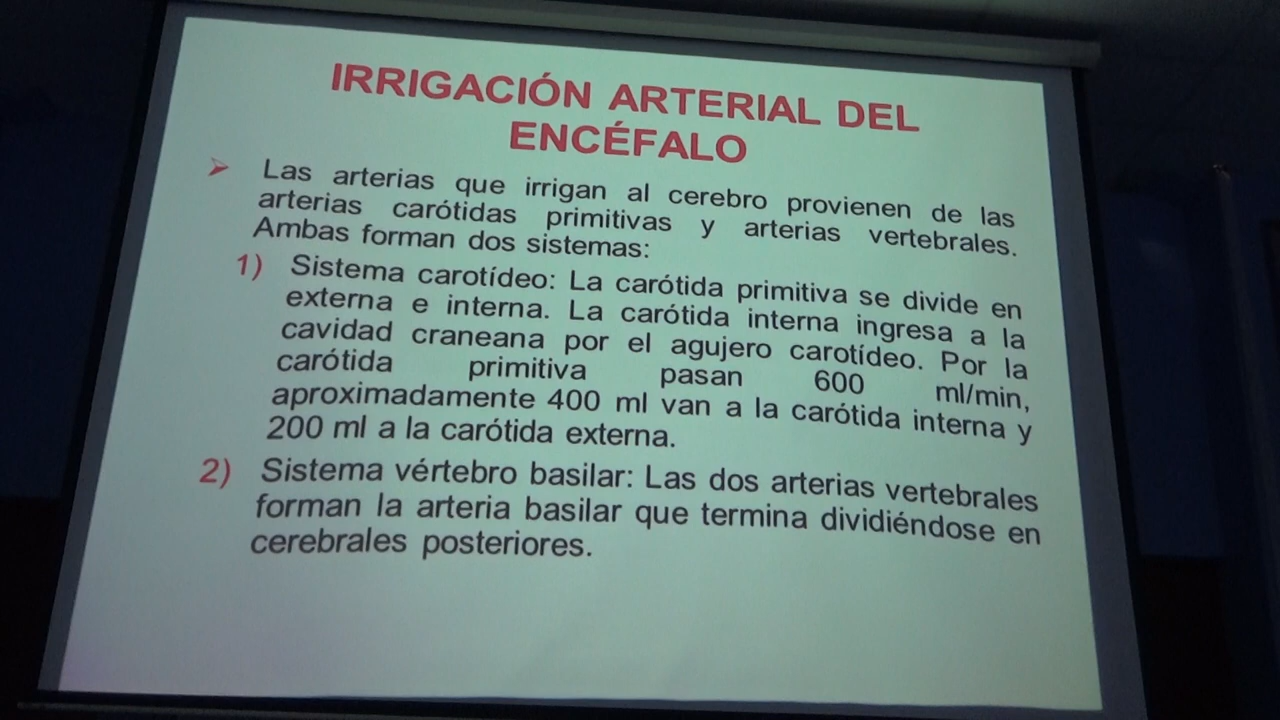 IRRIGACIÓN ARTERIAL DEL
ENCÉFALO
➢ Las arterias que irrigan al cerebro provienen de las
arterias carótidas primitivas y arterias vertebrales.
Ambas forman dos sistemas:
1) Sistema carotídeo: La carótida primitiva se divide en
externa e interna. La carótida interna ingresa a la
cavidad craneana por el agujero carotídeo. Por la
carótida primitiva pasan 600 ml/min,
aproximadamente 400 ml van a la carótida interna y
200 ml a la carótida externa.
2) Sistema vértebro basilar: Las dos arterias vertebrales
forman la arteria basilar que termina dividiéndose en
cerebrales posteriores.